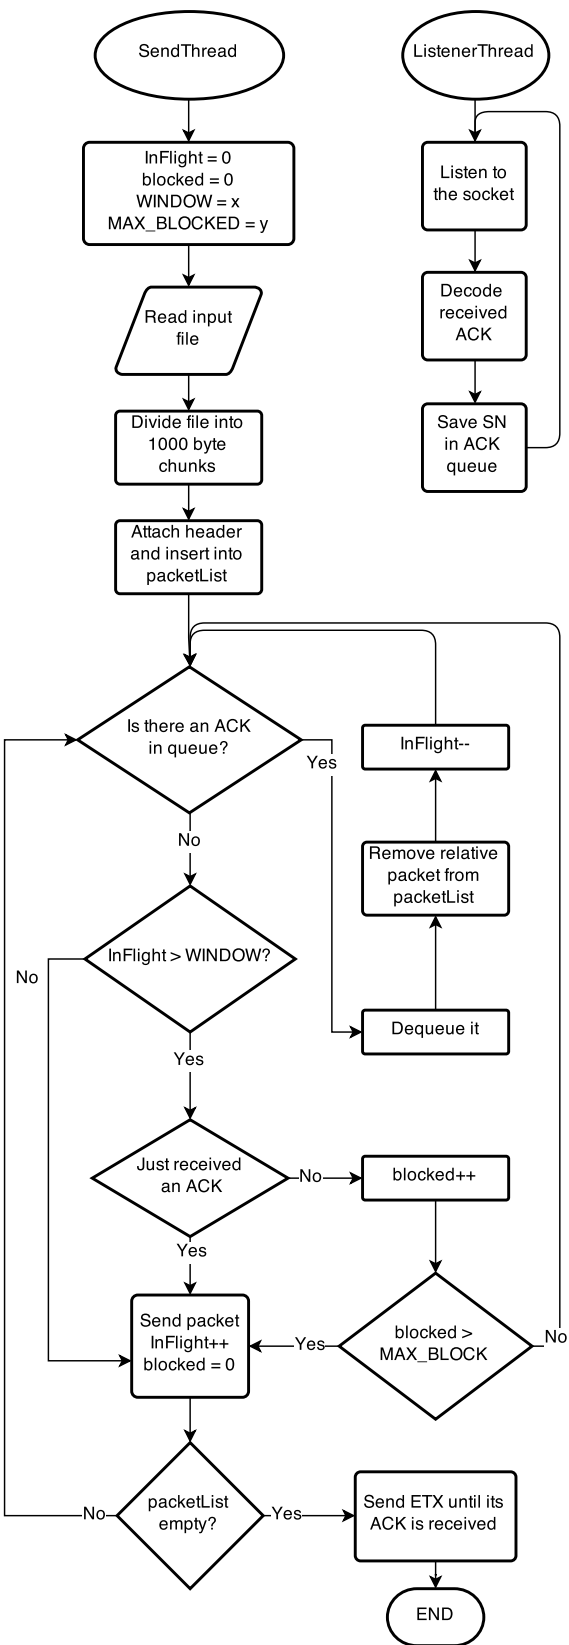 SendThread
InFlight = 0
blocked = 0
WINDOW = x
MAX_BLOCKED = y
Read input
file
Divide file into
1000 byte
chunks
Attach header
and insert into
packetList
ListenerThread
Listen to
the socket
Decode
received
ACK
Save SN
in ACK
queue
Is there an ACK
in queue?
Yes
No
InFlight--
Remove relative
packet from
packetList
Dequeue it
InFlight > WINDOW?
No
Yes
Just received
an ACK
No
blocked++
Yes
Send packet
InFlight++
blocked = 0
Yes
blocked >
MAX_BLOCK
No
packetList
empty?
No
Yes
Send ETX until its
ACK is received
END